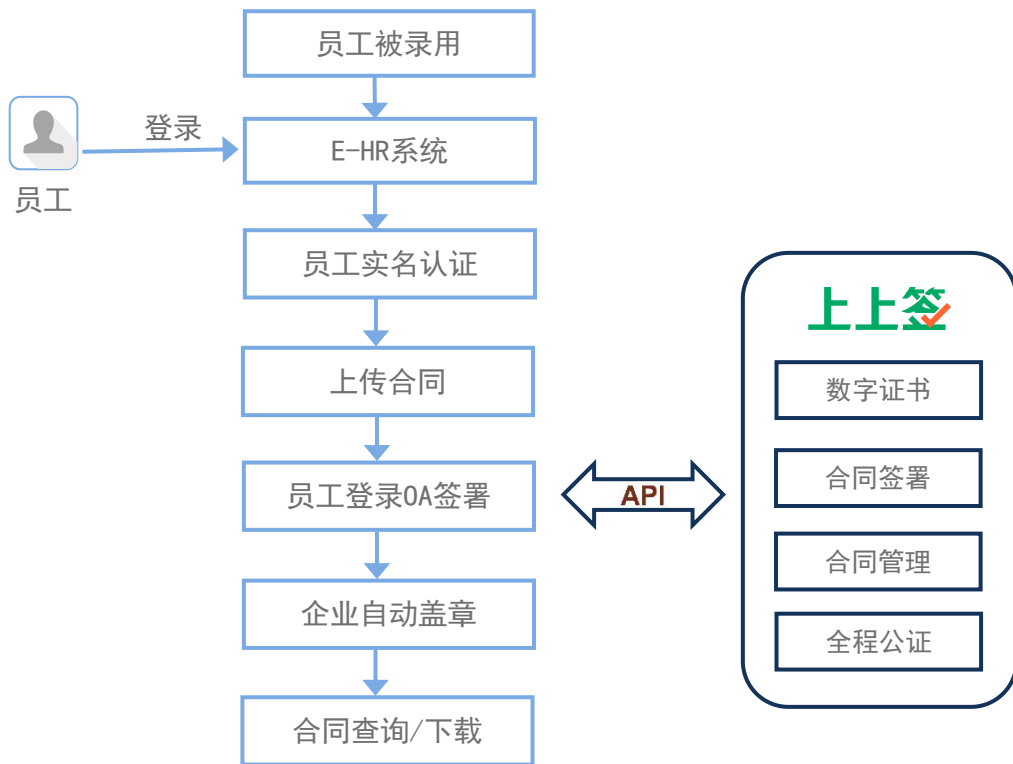 员工被录用
登录
E-HR系统
员工
员工实名认证
上传合同
员工登录OA签署
企业自动盖章
合同查询/下载
API
上上签
数字证书
合同签署
合同管理
全程公证